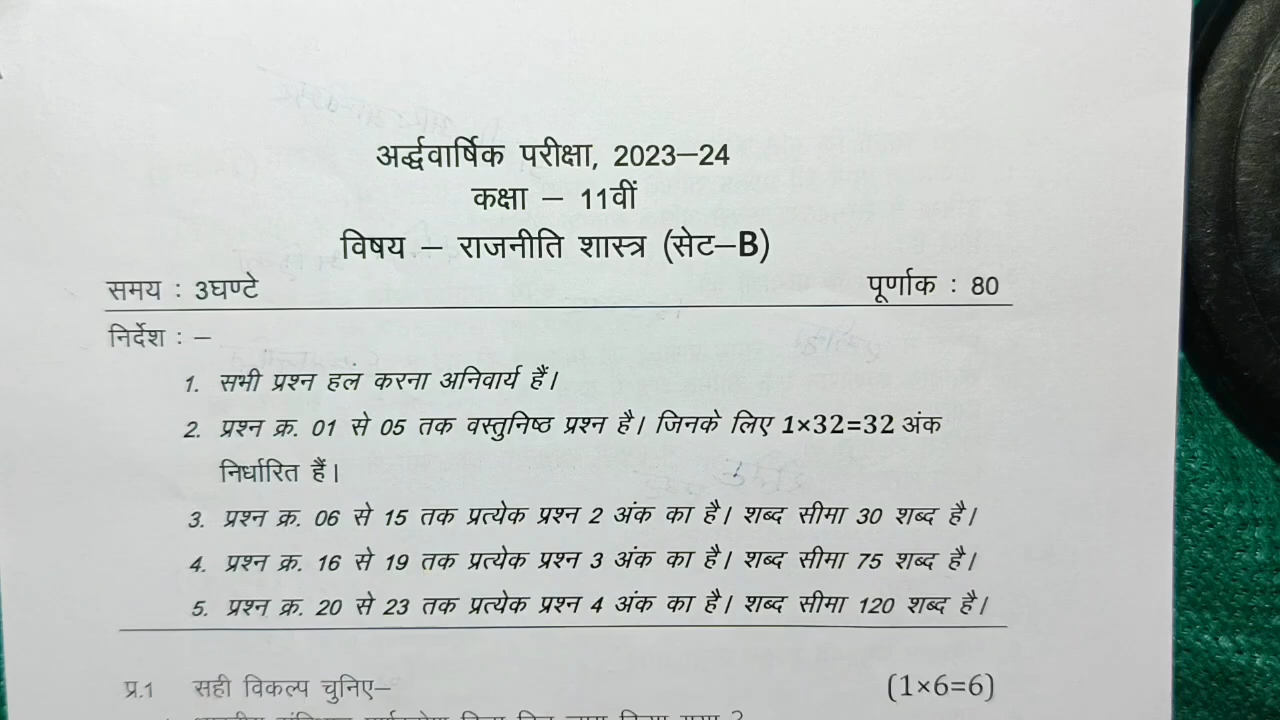 अर्द्धवार्षिक परीक्षा, 2023–24
कक्षा – 11वीं
विषय – राजनीति शास्त्र (सेट–B)
समय : 3घण्टे पूर्णाक : 80
निर्देश : –
1. सभी प्रश्न हल करना अनिवार्य हैं।
2. प्रश्न क्र. 01 से 05 तक वस्तुनिष्ठ प्रश्न है। जिनके लिए 1×32=32 अंक
निर्धारित हैं।
3. प्रश्न क्र. 06 से 15 तक प्रत्येक प्रश्न 2 अंक का है। शब्द सीमा 30 शब्द है।
4. प्रश्न क्र. 16 से 19 तक प्रत्येक प्रश्न 3 अंक का है। शब्द सीमा 75 शब्द है।
5. प्रश्न क्र. 20 से 23 तक प्रत्येक प्रश्न 4 अंक का है। शब्द सीमा 120 शब्द है।
प्र.1 सही विकल्प चुनिए– (1×6=6)